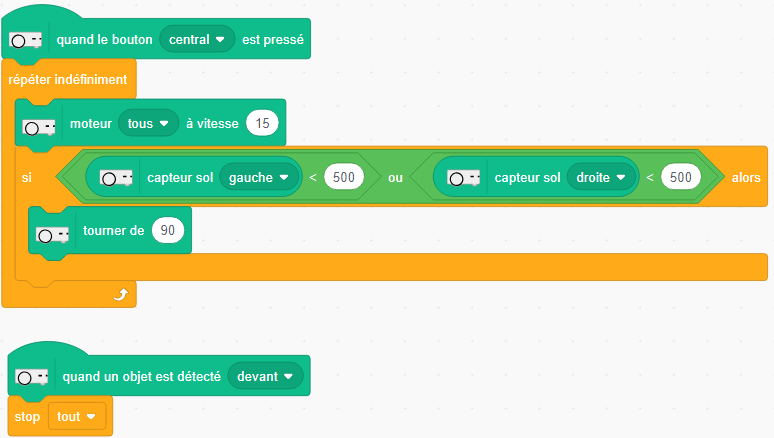 quand le bouton central est pressé
répéter indéfiniment
moteur tous à vitesse 15
si capteur sol gauche < 500 ou capteur sol droite < 500 alors
tourner de 90
quand un objet est détecté devant
stop tout